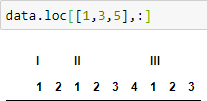 data.loc[[1,3,5],:]
I II III
1 2 1 2 3 4 1 2 3